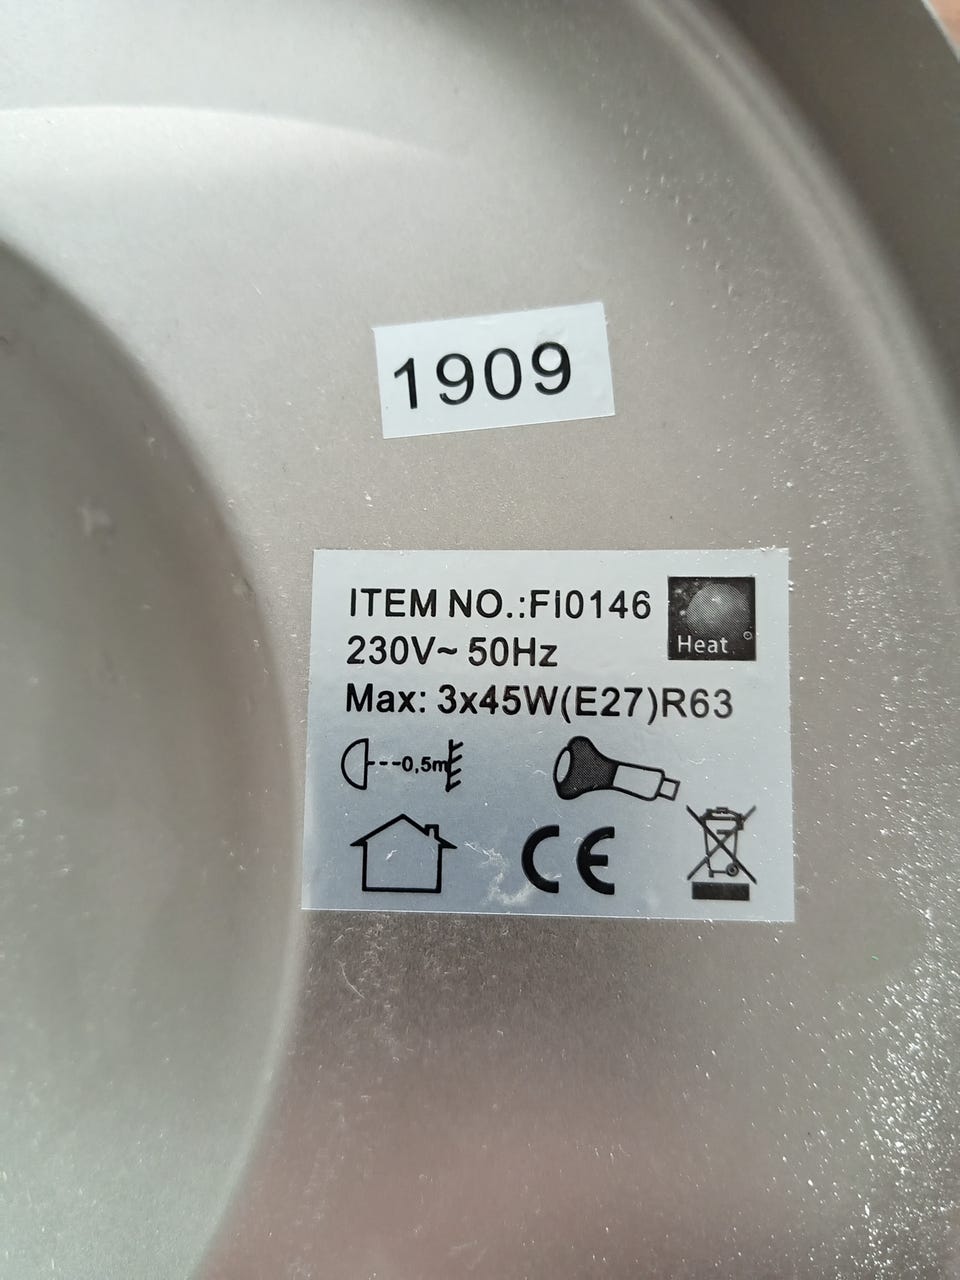 1909
ITEM NO.:FI0146
Heat
230V~ 50Hz
Max: 3x45W(E27)R63
0,5m
CE